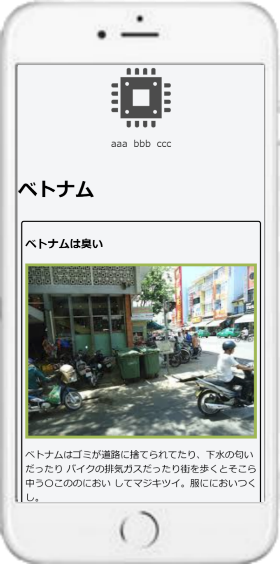 aaa bbb ccc
ベトナム
ベトナムは臭い
ベトナムはゴミが道路に捨てられてたり、下水の匂い
だったり バイクの排気ガスだったり街を歩くとそこら
中う〇こののにおい してマジキツイ。服ににおいつく
し。